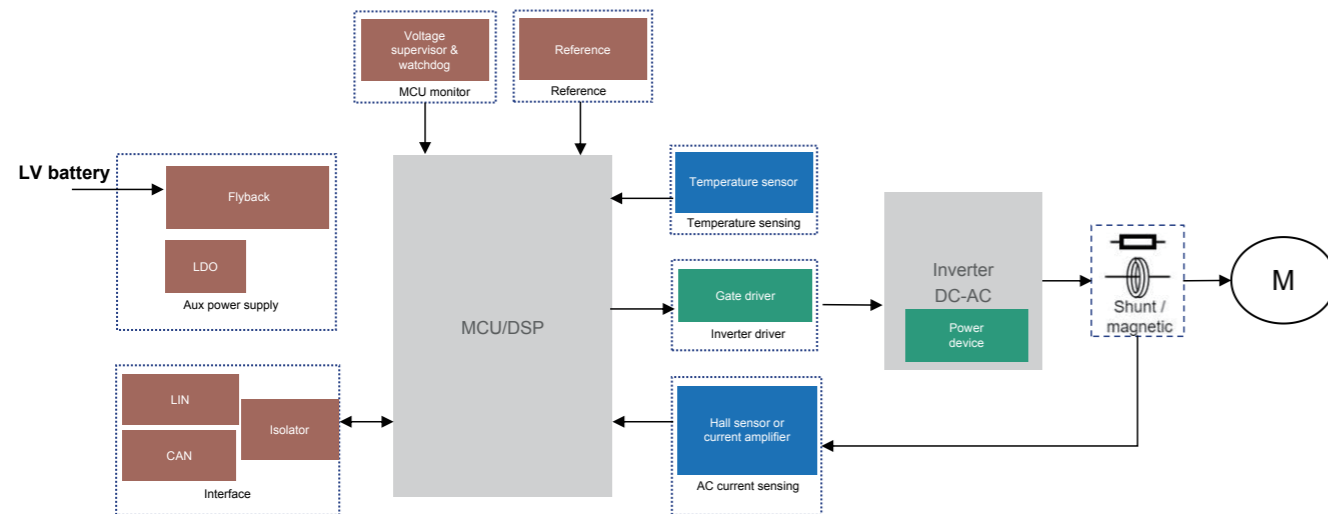 Voltage
supervisor &
watchdog
MCU monitor
Reference
Reference
LV battery
Flyback
LDO
Aux power supply
MCU/DSP
Temperature sensor
Temperature sensing
Gate driver
Inverter driver
Inverter
DC-AC
Power
device
Shunt /
magnetic
M
LIN
CAN
Isolator
Interface
Hall sensor or
current amplifier
AC current sensing